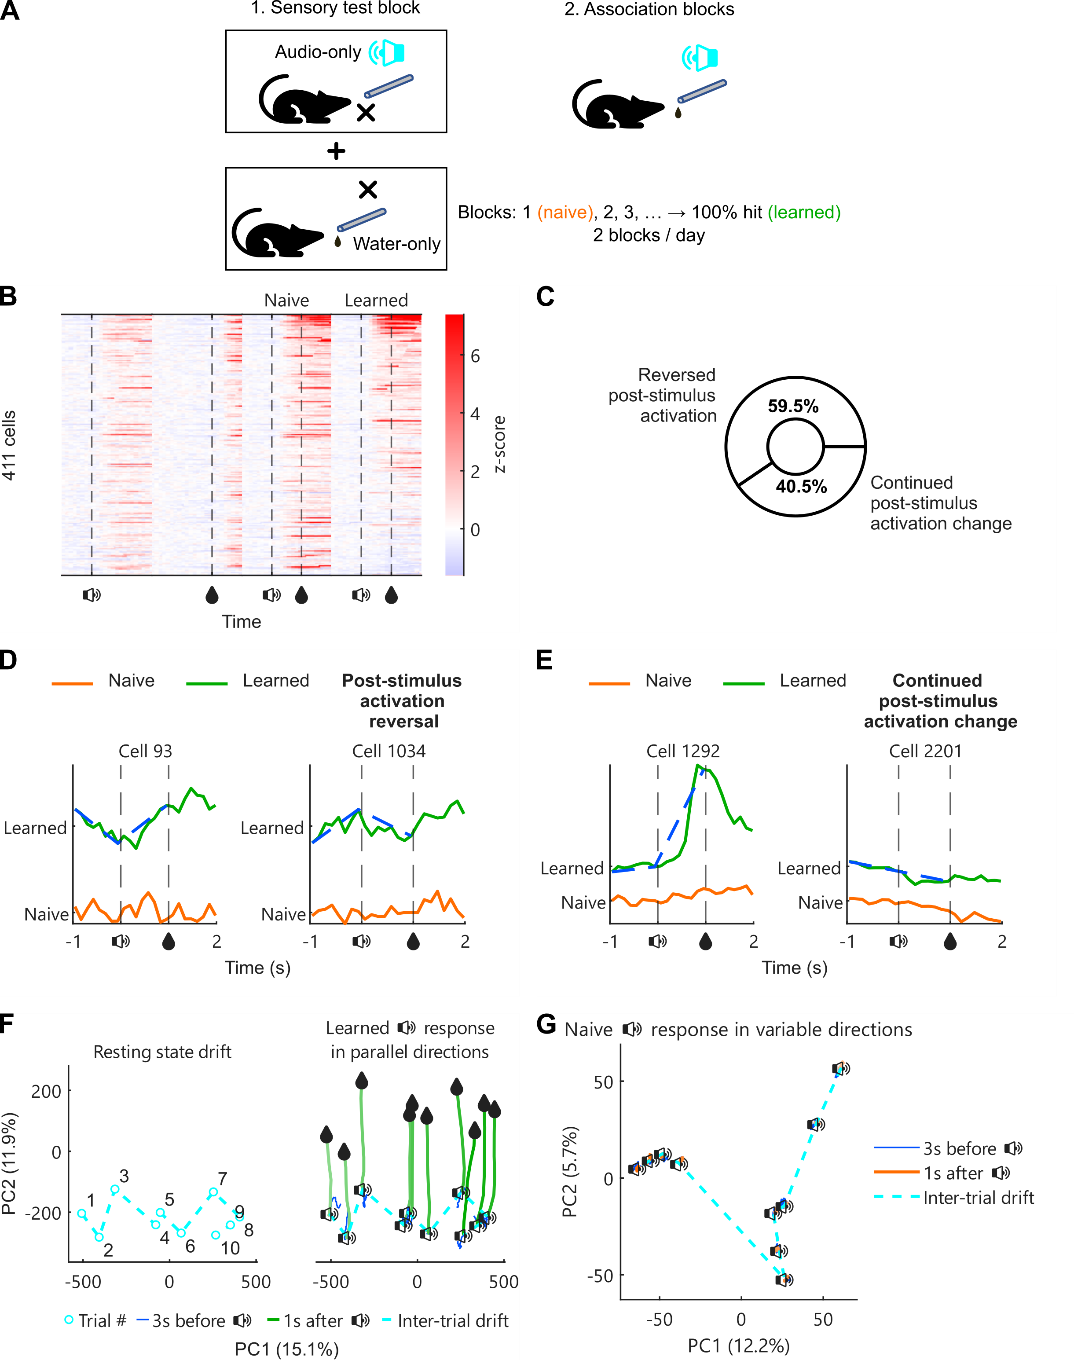 A
1. Sensory test block
2. Association blocks
Audio-only
+
Water-only
Blocks: 1 (naive), 2, 3, … → 100% hit (learned)
2 blocks / day
B
Naive
Learned
411 cells
6
4
2
0
z-score
Time
C
Reversed
post-stimulus
activation
59.5%
40.5%
Continued
post-stimulus
activation change
D
Naive
Learned
Post-stimulus
activation
reversal
Cell 93
Cell 1034
Learned
Naive
Learned
Naive
-1
2
-1
2
Time (s)
E
Naive
Learned
Continued
post-stimulus
activation change
Cell 1292
Cell 2201
Learned
Naive
Learned
Naive
-1
2
-1
2
Time (s)
F
Resting state drift
Learned response
in parallel directions
PC2 (11.9%)
200
0
-200
1
2
3
4
5
6
7
8
9
10
-500
0
500
-500
0
500
Trial #
3s before
1s after
Inter-trial drift
PC1 (15.1%)
G
Naive response in variable directions
PC2 (5.7%)
50
0
-50
-50
0
50
PC1 (12.2%)
3s before
1s after
Inter-trial drift